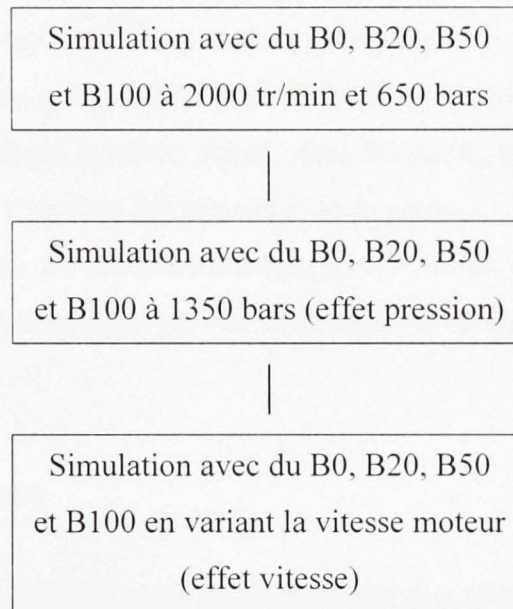 Simulation avec du B0, B20, B50
et B100 à 2000 tr/min et 650 bars
Simulation avec du B0, B20, B50
et B100 à 1350 bars (effet pression)
Simulation avec du B0, B20, B50
et B100 en variant la vitesse moteur
(effet vitesse)